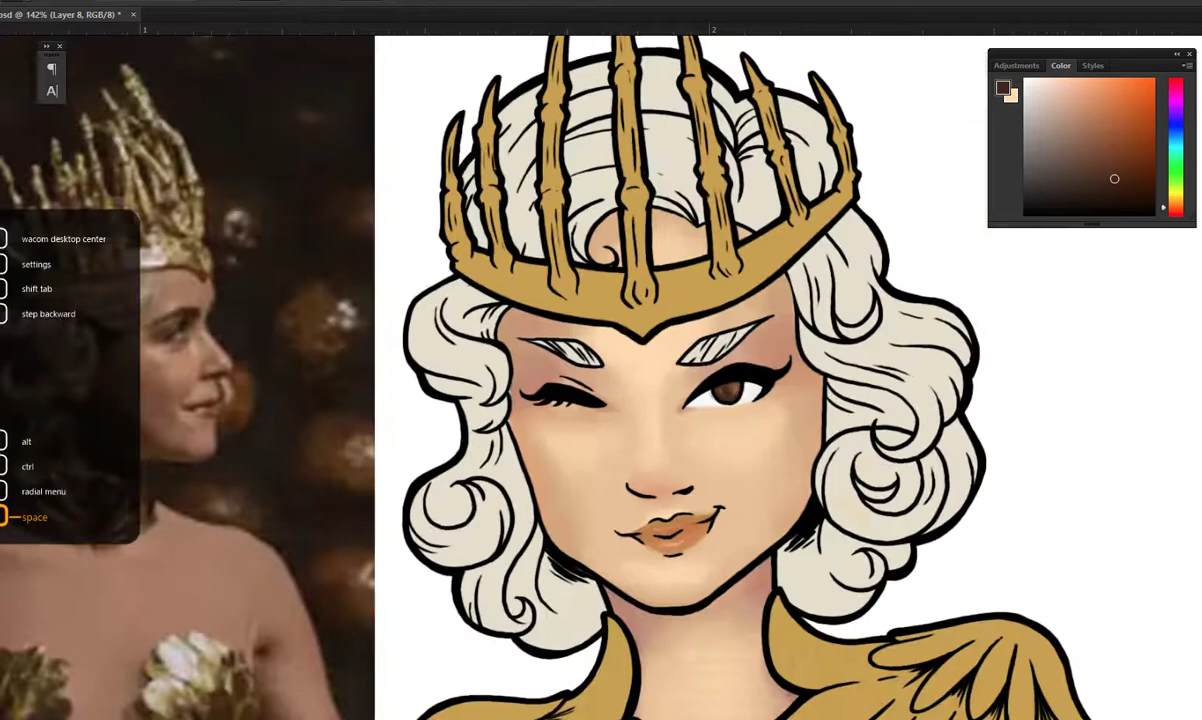 osd @ 142% (Layer 8, RGB/8) * ×
1
2
¶
A|
Adjustments Color Styles
wacom desktop center
settings
shift tab
step backward
alt
ctrl
radial menu
space